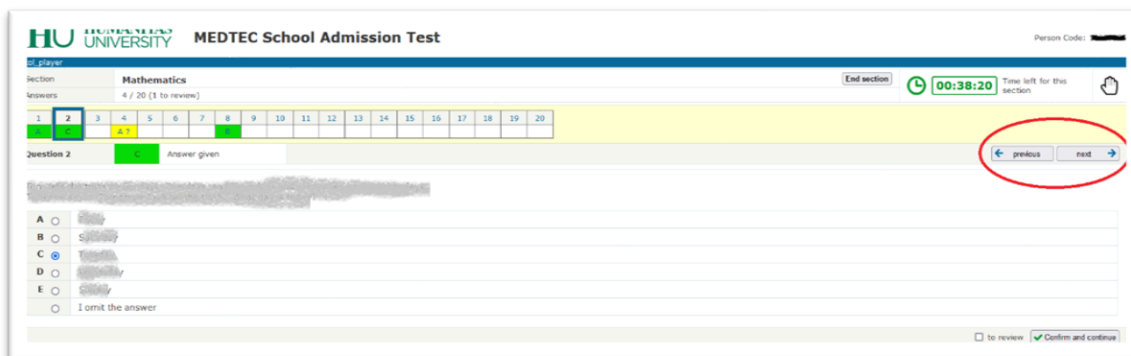 HU HUMANITAS UNIVERSITY MEDTEC School Admission Test Person Code:
ol_player
Section Mathematics End section 00:38:20 Time left for this section
Answers 4 / 20 (1 to review)
1 2 3 4 5 6 7 8 9 10 11 12 13 14 15 16 17 18 19 20
A C A ? B
Question 2 C Answer given previous next
A
B
C
D
E
I omit the answer
to review Confirm and continue